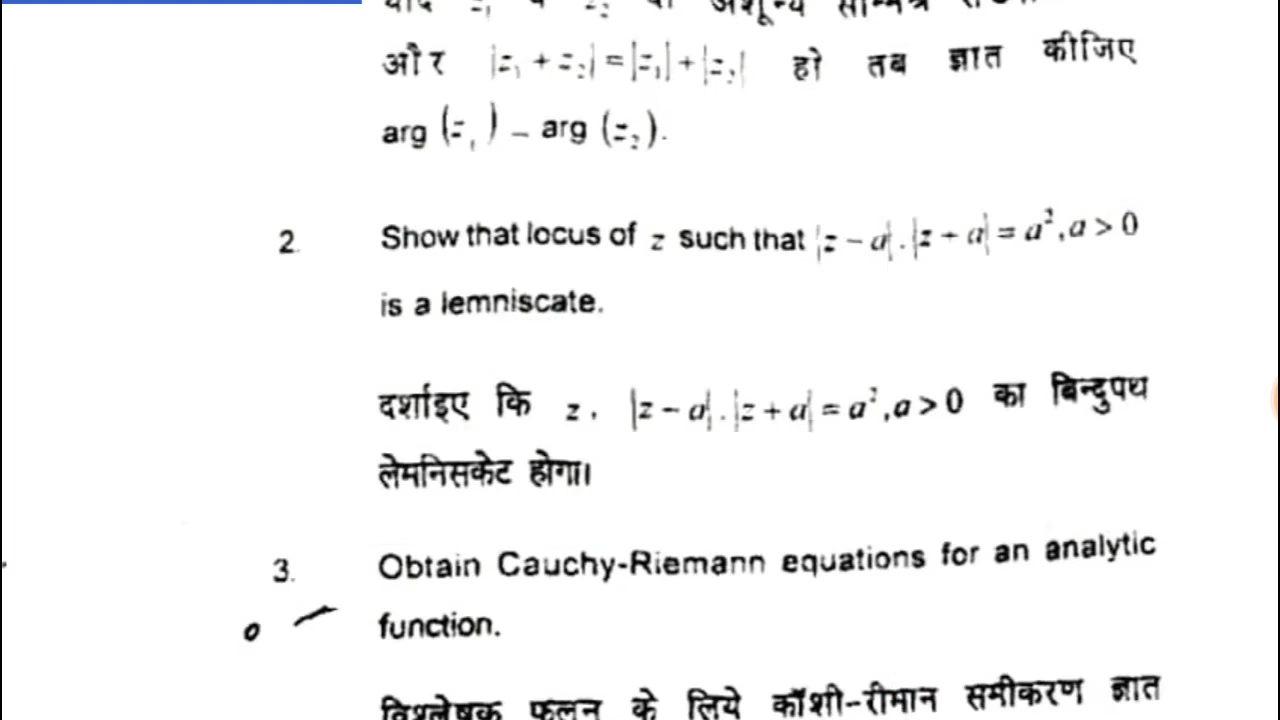 और |z₁ + z₂| = |z₁| + |z₂| हो तब ज्ञात कीजिए
arg (z₁) – arg (z₂).
2. Show that locus of z such that |z – a| . |z + a| = a², a > 0
is a lemniscate.
दर्शाइए कि z, |z – a| . |z + a| = a², a > 0 का बिन्दुपथ
लेमनिसकेट होगा।
3. Obtain Cauchy-Riemann equations for an analytic
function.
विश्लेषक फलन के लिये कॉशी-रीमान समीकरण ज्ञात